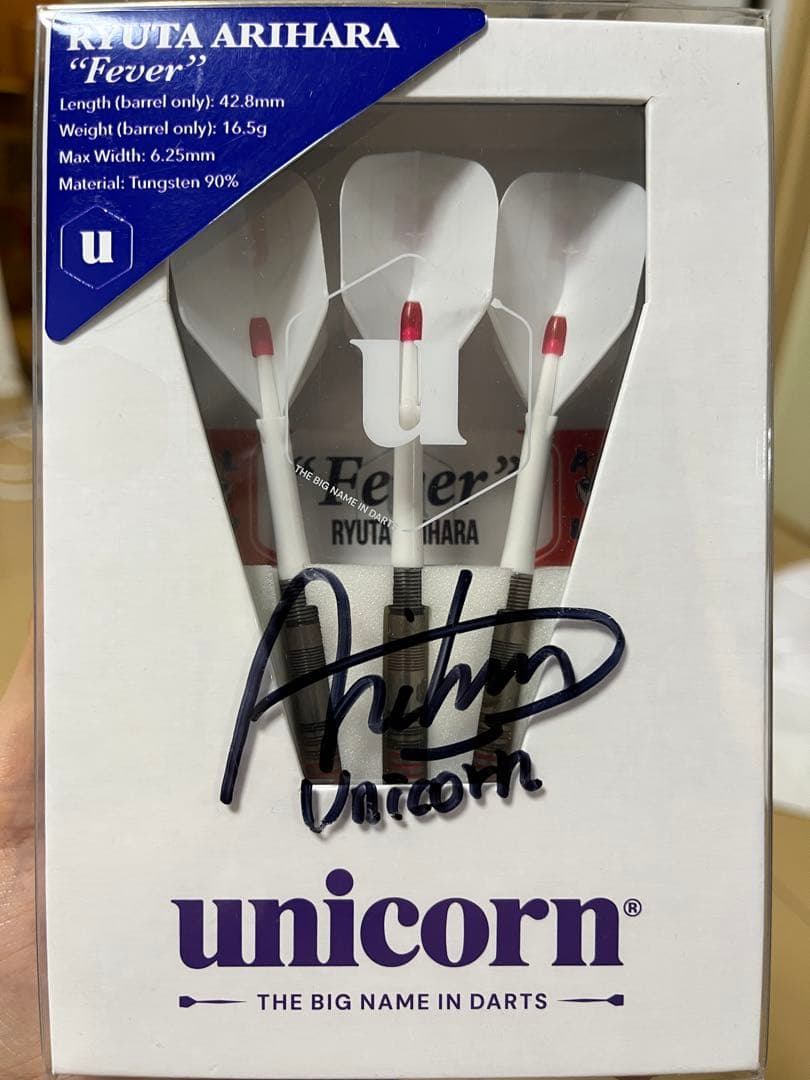 RYUTA ARIHARA
“Fever”
Length (barrel only): 42.8mm
Weight (barrel only): 16.5g
Max Width: 6.25mm
Material: Tungsten 90%
u
u
THE BIG NAME IN DARTS
“Fever”
RYUTA ARIHARA
Arihara
Unicorn
unicorn®
THE BIG NAME IN DARTS